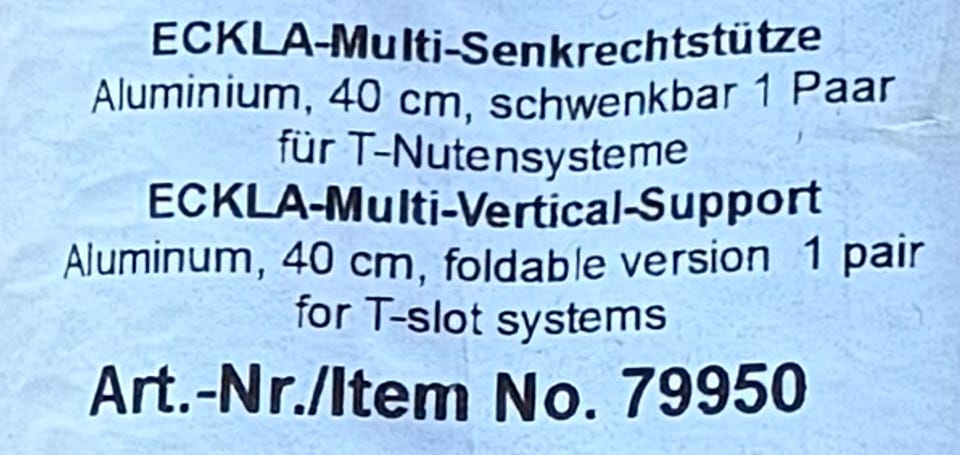 ECKLA-Multi-Senkrechtstütze
Aluminium, 40 cm, schwenkbar 1 Paar
für T-Nutensysteme
ECKLA-Multi-Vertical-Support
Aluminum, 40 cm, foldable version 1 pair
for T-slot systems
Art.-Nr./Item No. 79950